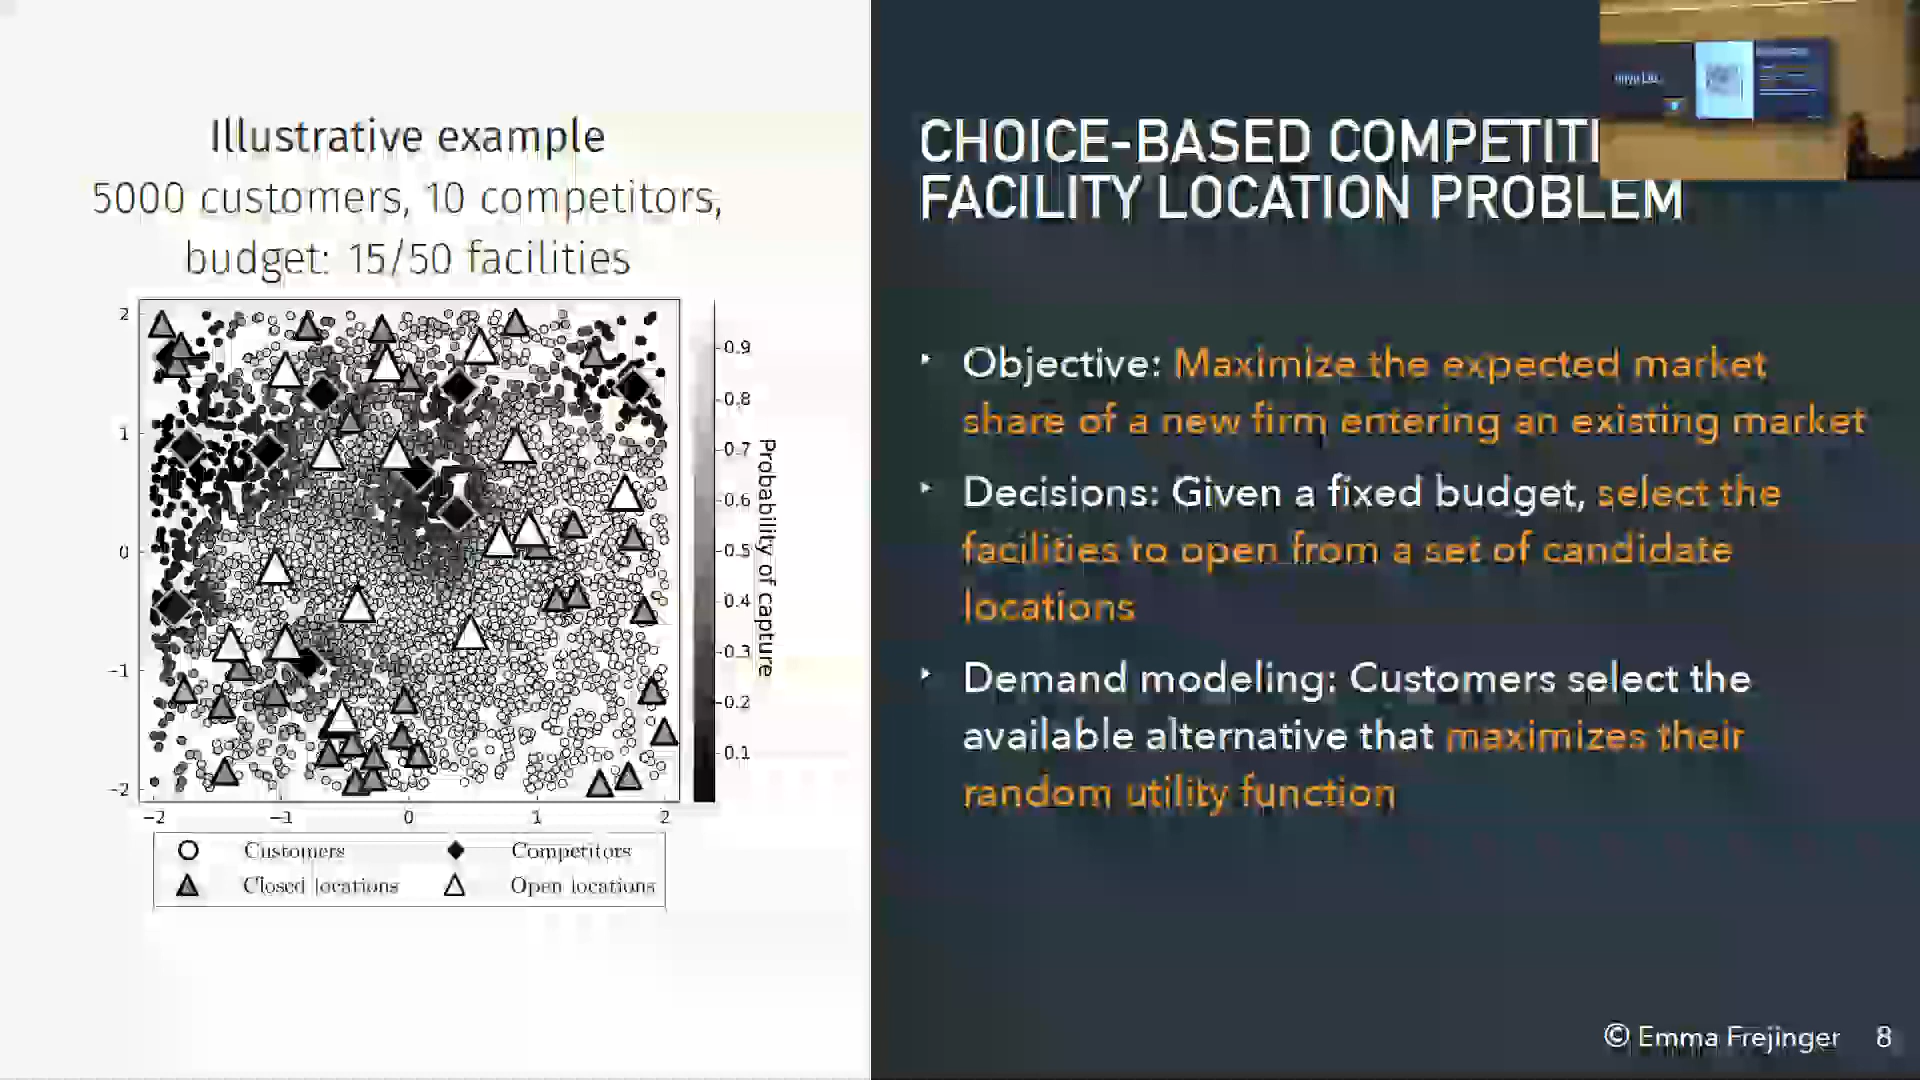 Illustrative example
5000 customers, 10 competitors,
budget: 15/50 facilities
2
1
0
−1
−2
−2
−1
0
1
2
0.9
0.8
0.7
0.6
0.5
0.4
0.3
0.2
0.1
Probability of capture
Customers
Competitors
Closed locations
Open locations
CHOICE-BASED COMPETITI
FACILITY LOCATION PROBLEM
Objective: Maximize the expected market
share of a new firm entering an existing market
Decisions: Given a fixed budget, select the
facilities to open from a set of candidate
locations
Demand modeling: Customers select the
available alternative that maximizes their
random utility function
© Emma Frejinger 8